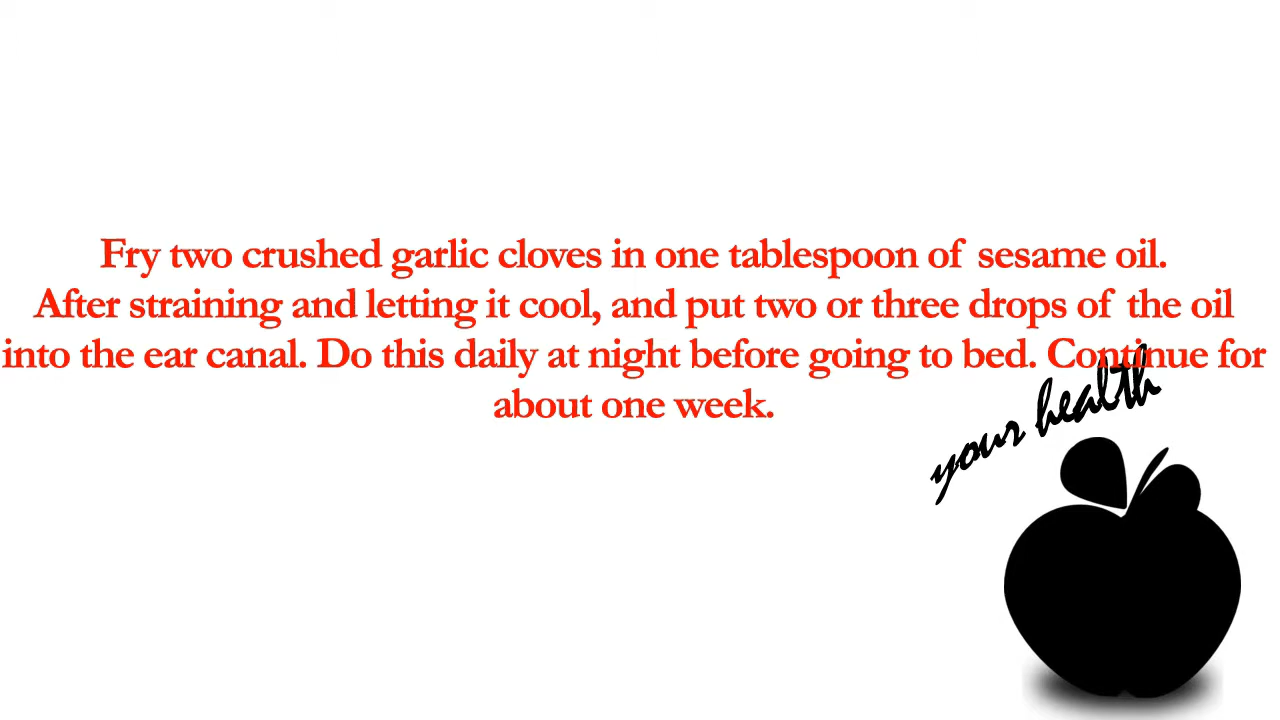 Fry two crushed garlic cloves in one tablespoon of sesame oil.
After straining and letting it cool, and put two or three drops of the oil
into the ear canal. Do this daily at night before going to bed. Continue for
about one week.
your health